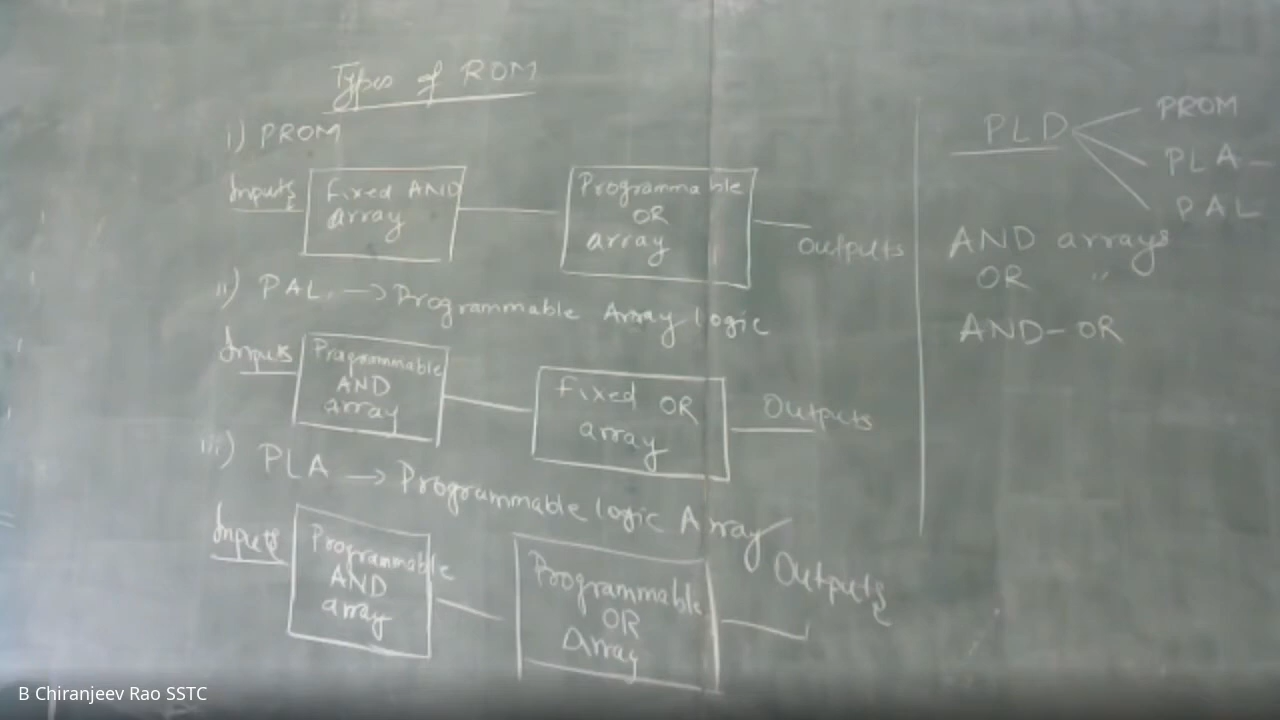 Types of ROM
i) PROM
Inputs
Fixed AND
array
Programmable
OR
array
Outputs
ii) PAL. → Programmable Array logic
Inputs
Programmable
AND
array
Fixed OR
array
Outputs
iii) PLA → Programmable logic Array
Inputs
Programmable
AND
array
Programmable
OR
Array
Outputs
PLD
PROM
PLA -
PAL
AND arrays
OR "
AND-OR
B Chiranjeev Rao SSTC